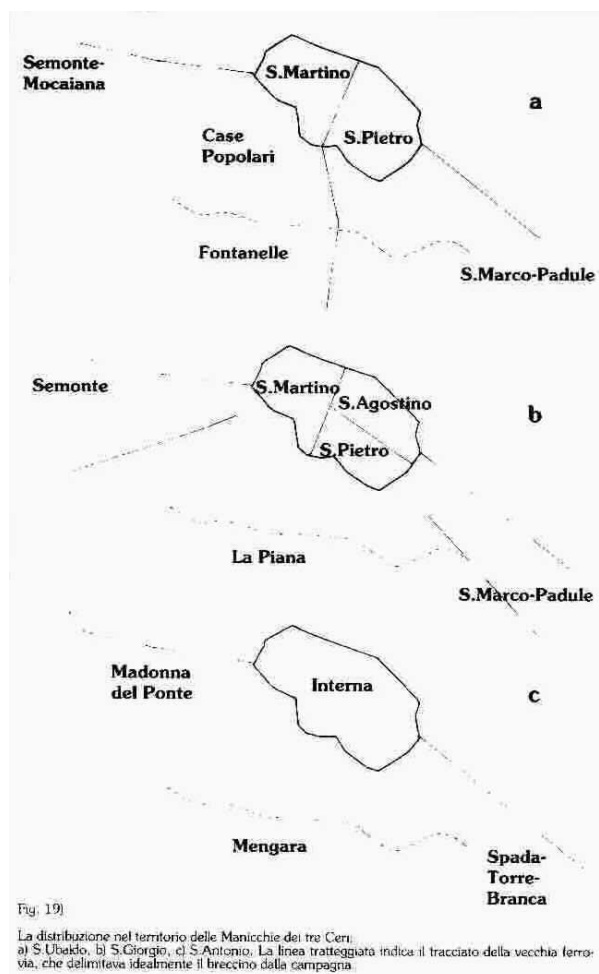 Semonte-
Mocaiana
S.Martino
a
Case
Popolari
S.Pietro
Fontanelle
S.Marco-Padule
Semonte
S.Martino
S.Agostino
b
S.Pietro
La Piana
S.Marco-Padule
Madonna
del Ponte
Interna
c
Mengara
Spada-
Torre-
Branca
Fig. 19)
La distribuzione nel territorio delle Manicchie dei tre Ceri:
a) S.Ubaldo, b) S.Giorgio, c) S.Antonio. La linea tratteggiata indica il tracciato della vecchia ferro-
via, che delimitava idealmente il breccino dalla campagna.